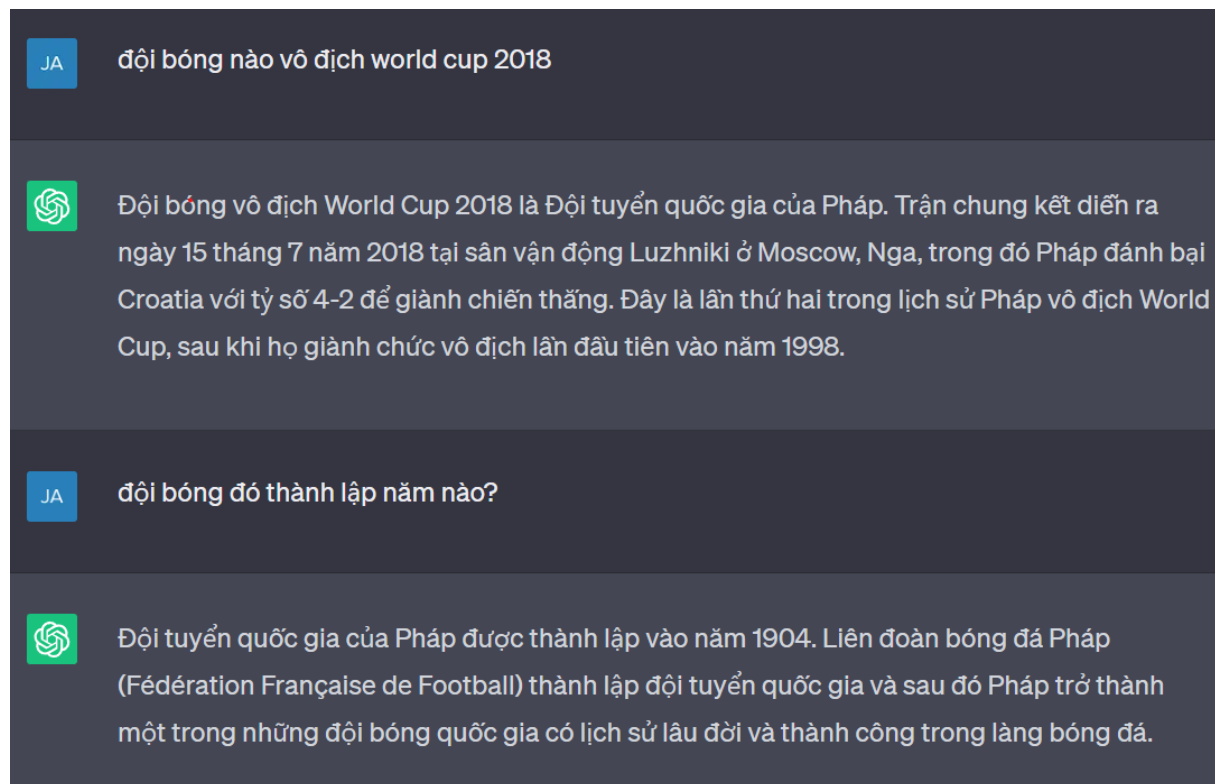 JA đội bóng nào vô địch world cup 2018
Đội bóng vô địch World Cup 2018 là Đội tuyển quốc gia của Pháp. Trận chung kết diễn ra
ngày 15 tháng 7 năm 2018 tại sân vận động Luzhniki ở Moscow, Nga, trong đó Pháp đánh bại
Croatia với tỷ số 4-2 để giành chiến thắng. Đây là lần thứ hai trong lịch sử Pháp vô địch World
Cup, sau khi họ giành chức vô địch lần đầu tiên vào năm 1998.
JA đội bóng đó thành lập năm nào?
Đội tuyển quốc gia của Pháp được thành lập vào năm 1904. Liên đoàn bóng đá Pháp
(Fédération Française de Football) thành lập đội tuyển quốc gia và sau đó Pháp trở thành
một trong những đội bóng quốc gia có lịch sử lâu đời và thành công trong làng bóng đá.